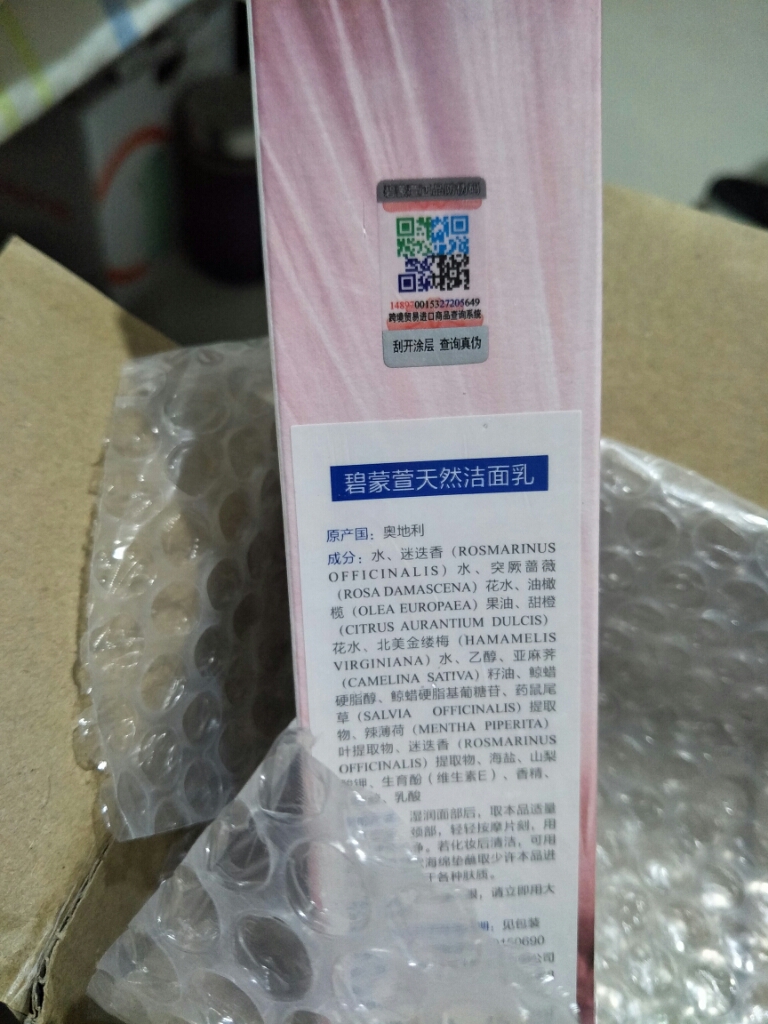 148920015327205649
跨境贸易进口商品查询系统
刮开涂层 查询真伪
碧蒙萱天然洁面乳
原产国：奥地利
成分：水、迷迭香（ROSMARINUS
OFFICINALIS）水、突厥蔷薇
（ROSA DAMASCENA）花水、油橄
榄（OLEA EUROPAEA）果油、甜橙
（CITRUS AURANTIUM DULCIS）
花水、北美金缕梅（HAMAMELIS
VIRGINIANA）水、乙醇、亚麻荠
（CAMELINA SATIVA）籽油、鲸蜡
硬脂醇、鲸蜡硬脂基葡糖苷、药鼠尾
草（SALVIA OFFICINALIS）提取
物、辣薄荷（MENTHA PIPERITA）
叶提取物、迷迭香（ROSMARINUS
OFFICINALIS）提取物、海盐、山梨
、生育酚（维生素E）、香精、
、乳酸
湿润面部后，取本品适量
颈部，轻轻按摩片刻，用
净。若化妆后清洁，可用
海绵垫蘸取少许本品进
于各种肤质。
，请立即用大
期：见包装
150690
公司